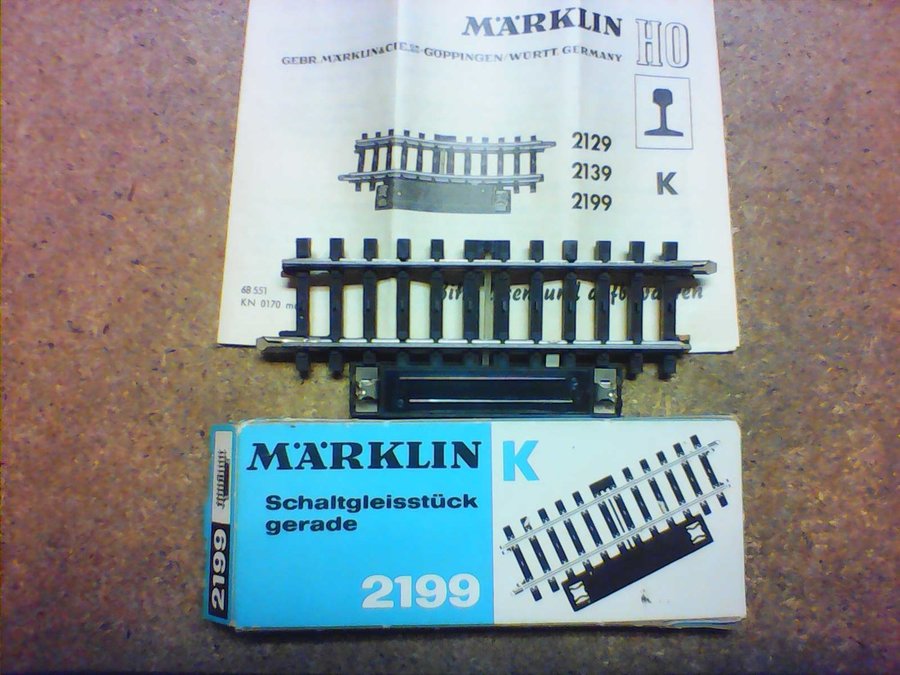 MÄRKLIN HO
GEBR. MÄRKLIN & CIE. GÖPPINGEN/WÜRTT. GERMANY
2129
2139
2199
K
68 551
KN 0170
MÄRKLIN K
Schaltgleisstück
gerade
2199
2199